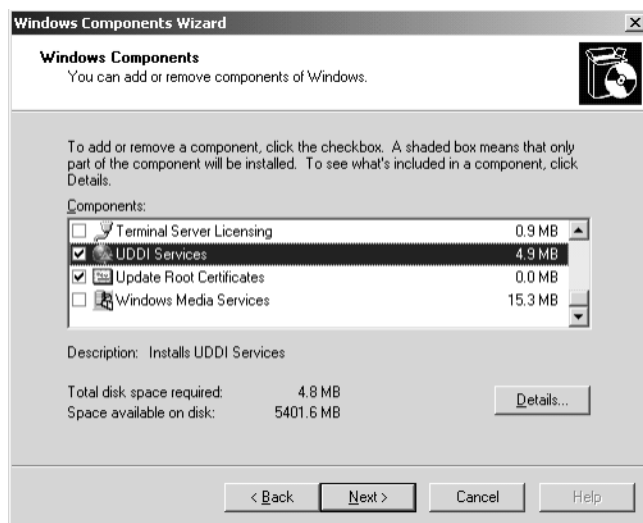 Windows Components Wizard
Windows Components
You can add or remove components of Windows.
To add or remove a component, click the checkbox. A shaded box means that only
part of the component will be installed. To see what's included in a component, click
Details.
Components:
Terminal Server Licensing 0.9 MB
UDDI Services 4.9 MB
Update Root Certificates 0.0 MB
Windows Media Services 15.3 MB
Description: Installs UDDI Services
Total disk space required: 4.8 MB
Space available on disk: 5401.6 MB
Details...
< Back Next > Cancel Help